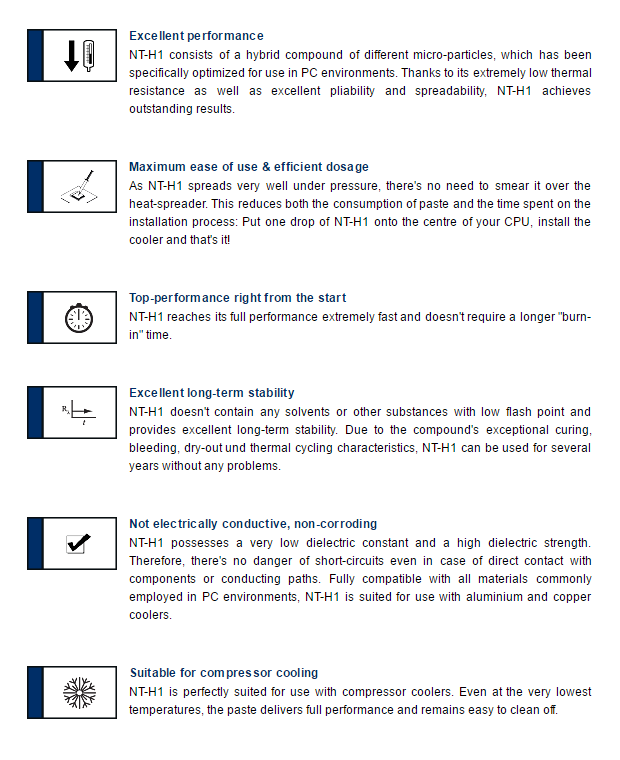 Excellent performance
NT-H1 consists of a hybrid compound of different micro-particles, which has been
specifically optimized for use in PC environments. Thanks to its extremely low thermal
resistance as well as excellent pliability and spreadability, NT-H1 achieves
outstanding results.
Maximum ease of use & efficient dosage
As NT-H1 spreads very well under pressure, there's no need to smear it over the
heat-spreader. This reduces both the consumption of paste and the time spent on the
installation process: Put one drop of NT-H1 onto the centre of your CPU, install the
cooler and that's it!
Top-performance right from the start
NT-H1 reaches its full performance extremely fast and doesn't require a longer "burn-
in" time.
Excellent long-term stability
R
t
NT-H1 doesn't contain any solvents or other substances with low flash point and
provides excellent long-term stability. Due to the compound's exceptional curing,
bleeding, dry-out und thermal cycling characteristics, NT-H1 can be used for several
years without any problems.
Not electrically conductive, non-corroding
NT-H1 possesses a very low dielectric constant and a high dielectric strength.
Therefore, there's no danger of short-circuits even in case of direct contact with
components or conducting paths. Fully compatible with all materials commonly
employed in PC environments, NT-H1 is suited for use with aluminium and copper
coolers.
Suitable for compressor cooling
NT-H1 is perfectly suited for use with compressor coolers. Even at the very lowest
temperatures, the paste delivers full performance and remains easy to clean off.